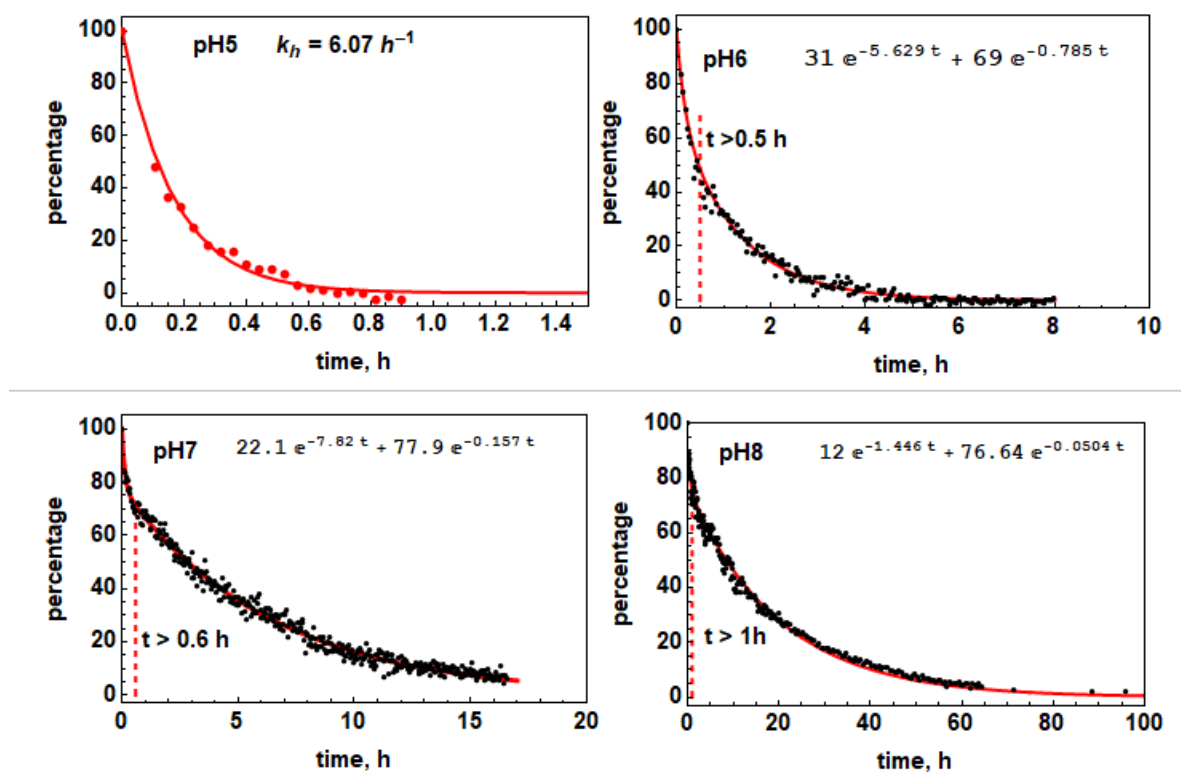 pH5 k_h = 6.07 h⁻¹
100
80
60
40
20
0
percentage
0.0 0.2 0.4 0.6 0.8 1.0 1.2 1.4
time, h
pH6 31 e^(-5.629 t) + 69 e^(-0.785 t)
t >0.5 h
100
80
60
40
20
0
percentage
0 2 4 6 8 10
time, h
pH7 22.1 e^(-7.82 t) + 77.9 e^(-0.157 t)
t > 0.6 h
100
80
60
40
20
0
percentage
0 5 10 15 20
time, h
pH8 12 e^(-1.446 t) + 76.64 e^(-0.0504 t)
t > 1h
100
80
60
40
20
0
percentage
0 20 40 60 80 100
time, h